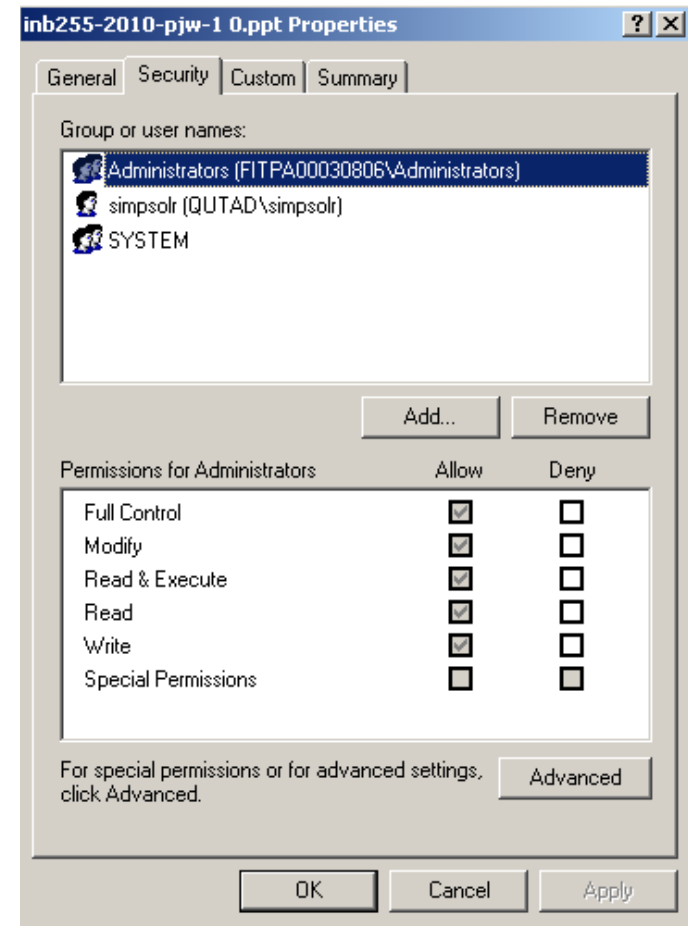 inb255-2010-pjw-1 0.ppt Properties
General Security Custom Summary
Group or user names:
Administrators (FITPA00030806\Administrators)
simpsolr (QUTAD\simpsolr)
SYSTEM
Add... Remove
Permissions for Administrators Allow Deny
Full Control
Modify
Read & Execute
Read
Write
Special Permissions
For special permissions or for advanced settings,
click Advanced.
Advanced
OK Cancel Apply